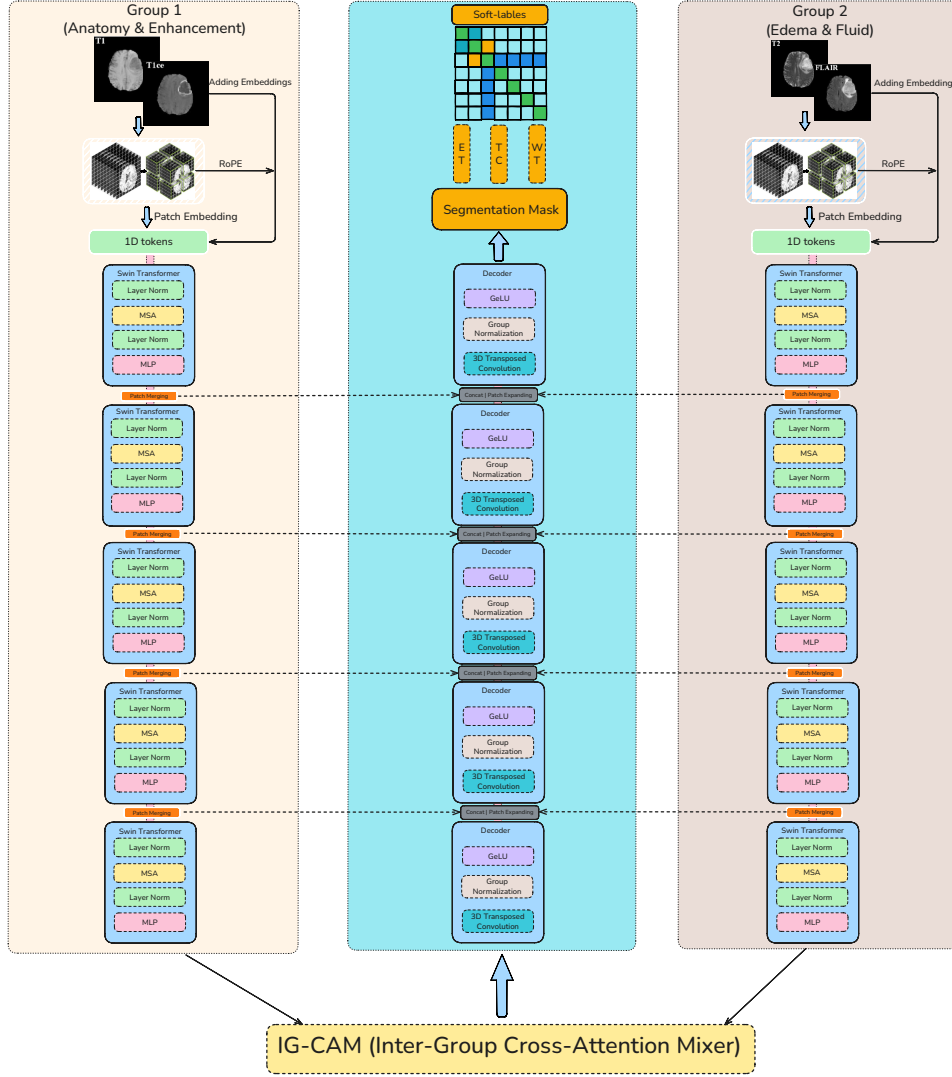 Group 1
(Anatomy & Enhancement)
T1
T1ce
Adding Embeddings
RoPE
Patch Embedding
1D tokens
Swin Transformer
Layer Norm
MSA
Layer Norm
MLP
Patch Merging
Swin Transformer
Layer Norm
MSA
Layer Norm
MLP
Patch Merging
Swin Transformer
Layer Norm
MSA
Layer Norm
MLP
Patch Merging
Swin Transformer
Layer Norm
MSA
Layer Norm
MLP
Patch Merging
Swin Transformer
Layer Norm
MSA
Layer Norm
MLP
Soft-lables
ET
TC
WT
Segmentation Mask
Decoder
GeLU
Group
Normalization
3D Transposed
Convolution
Concat | Patch Expanding
Decoder
GeLU
Group
Normalization
3D Transposed
Convolution
Concat | Patch Expanding
Decoder
GeLU
Group
Normalization
3D Transposed
Convolution
Concat | Patch Expanding
Decoder
GeLU
Group
Normalization
3D Transposed
Convolution
Concat | Patch Expanding
Decoder
GeLU
Group
Normalization
3D Transposed
Convolution
Group 2
(Edema & Fluid)
T2
FLAIR
Adding Embedding
RoPE
Patch Embedding
1D tokens
Swin Transformer
Layer Norm
MSA
Layer Norm
MLP
Patch Merging
Swin Transformer
Layer Norm
MSA
Layer Norm
MLP
Patch Merging
Swin Transformer
Layer Norm
MSA
Layer Norm
MLP
Patch Merging
Swin Transformer
Layer Norm
MSA
Layer Norm
MLP
Patch Merging
Swin Transformer
Layer Norm
MSA
Layer Norm
MLP
IG-CAM (Inter-Group Cross-Attention Mixer)